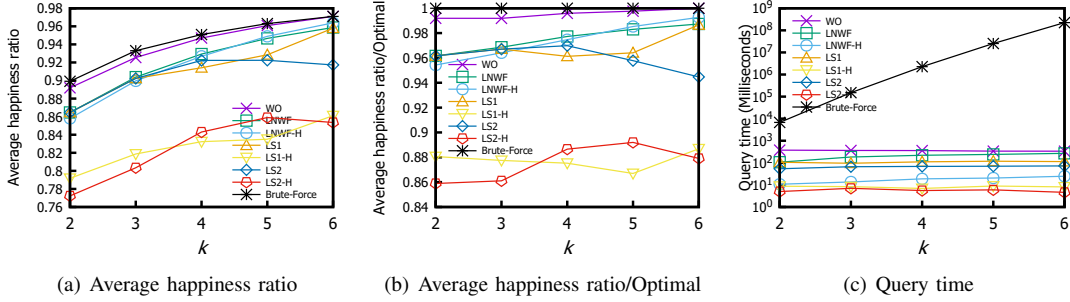 Average happiness ratio
0.98
0.96
0.94
0.92
0.9
0.88
0.86
0.84
0.82
0.8
0.78
0.76
WO
LNWF
LNWF-H
LS1
LS1-H
LS2
LS2-H
Brute-Force
2 3 4 5 6
k
(a) Average happiness ratio
Average happiness ratio/Optimal
1
0.98
0.96
0.94
0.92
0.9
0.88
0.86
0.84
WO
LNWF
LNWF-H
LS1
LS1-H
LS2
LS2-H
Brute-Force
2 3 4 5 6
k
(b) Average happiness ratio/Optimal
Query time (Milliseconds)
10⁹
10⁸
10⁷
10⁶
10⁵
10⁴
10³
10²
10¹
10⁰
WO
LNWF
LNWF-H
LS1
LS1-H
LS2
LS2-H
Brute-Force
2 3 4 5 6
k
(c) Query time